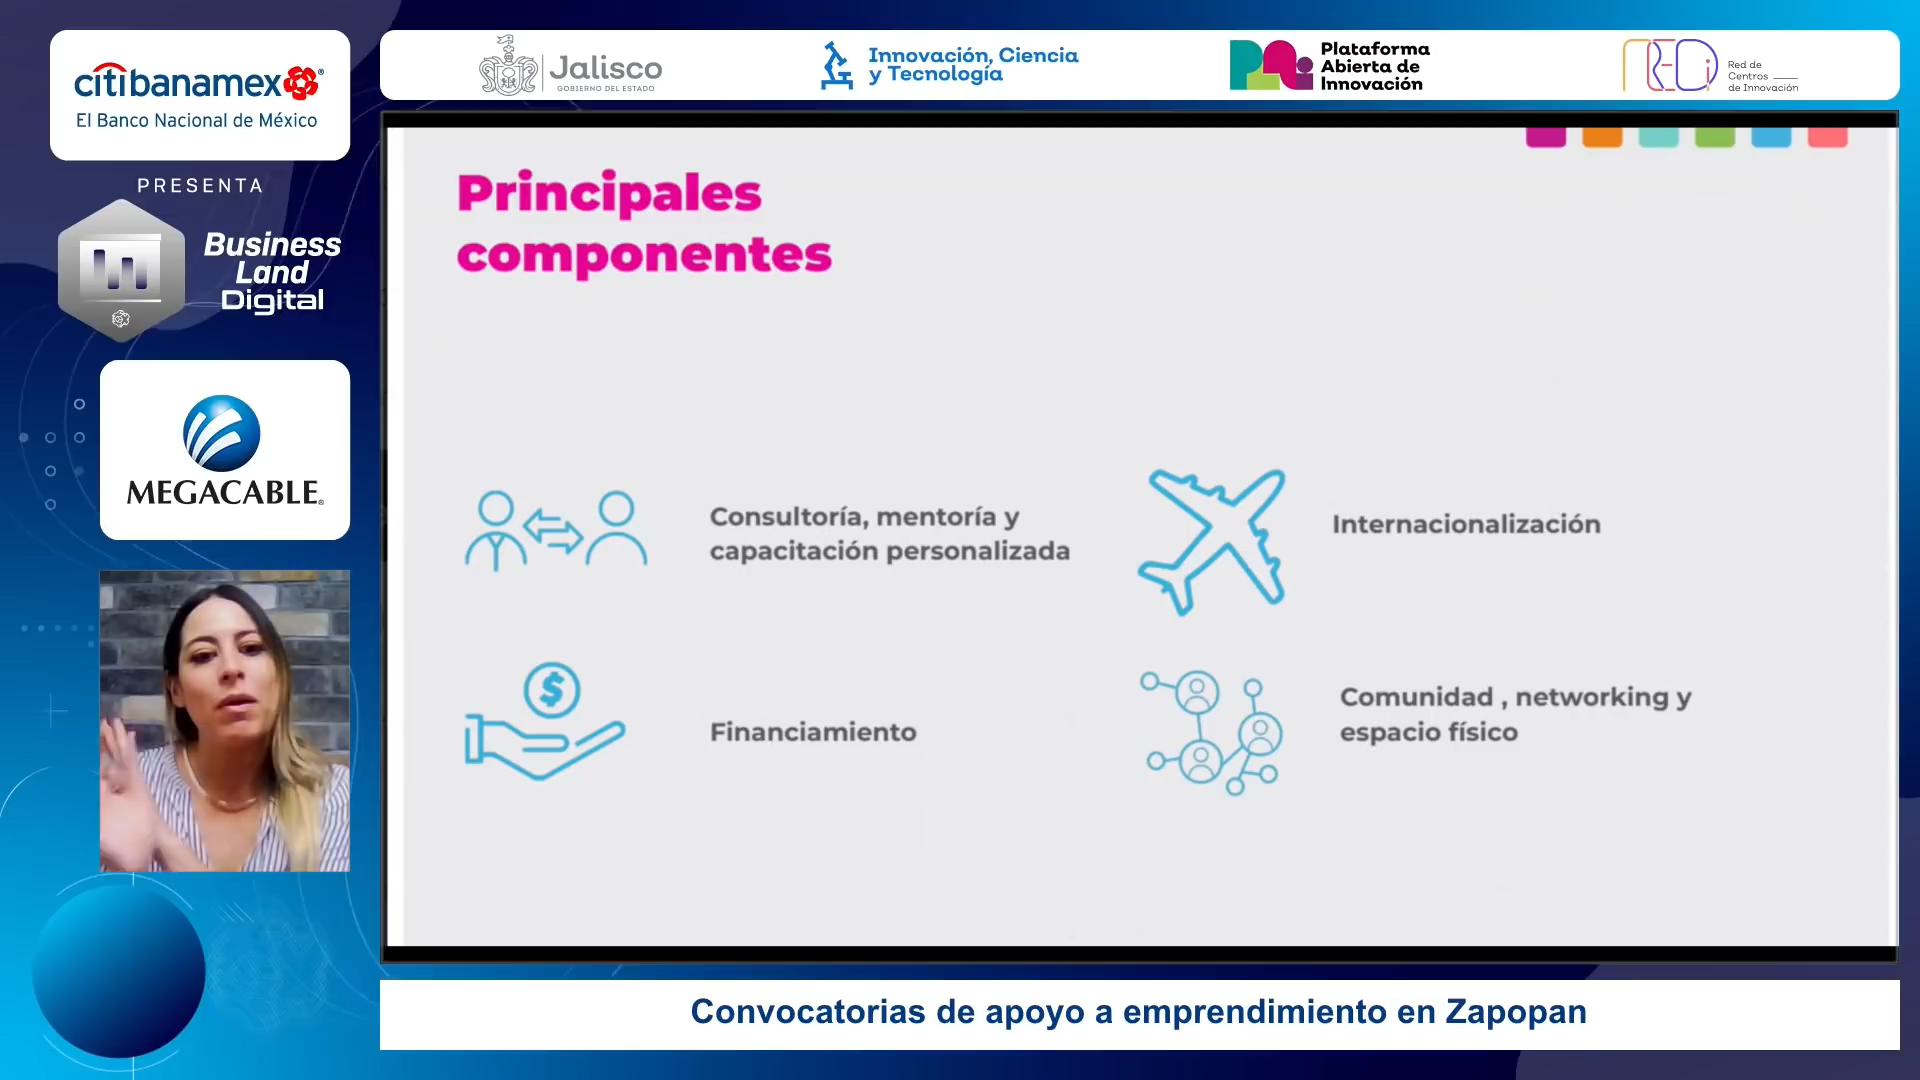 citibanamex
El Banco Nacional de México
PRESENTA
Business
Land
Digital
MEGACABLE
Jalisco
GOBIERNO DEL ESTADO
Innovación, Ciencia
y Tecnología
Plataforma
Abierta de
Innovación
REDi
Red de
Centros
de Innovación
Principales
componentes
Consultoría, mentoría y
capacitación personalizada
Internacionalización
$
Financiamiento
Comunidad , networking y
espacio físico
Convocatorias de apoyo a emprendimiento en Zapopan